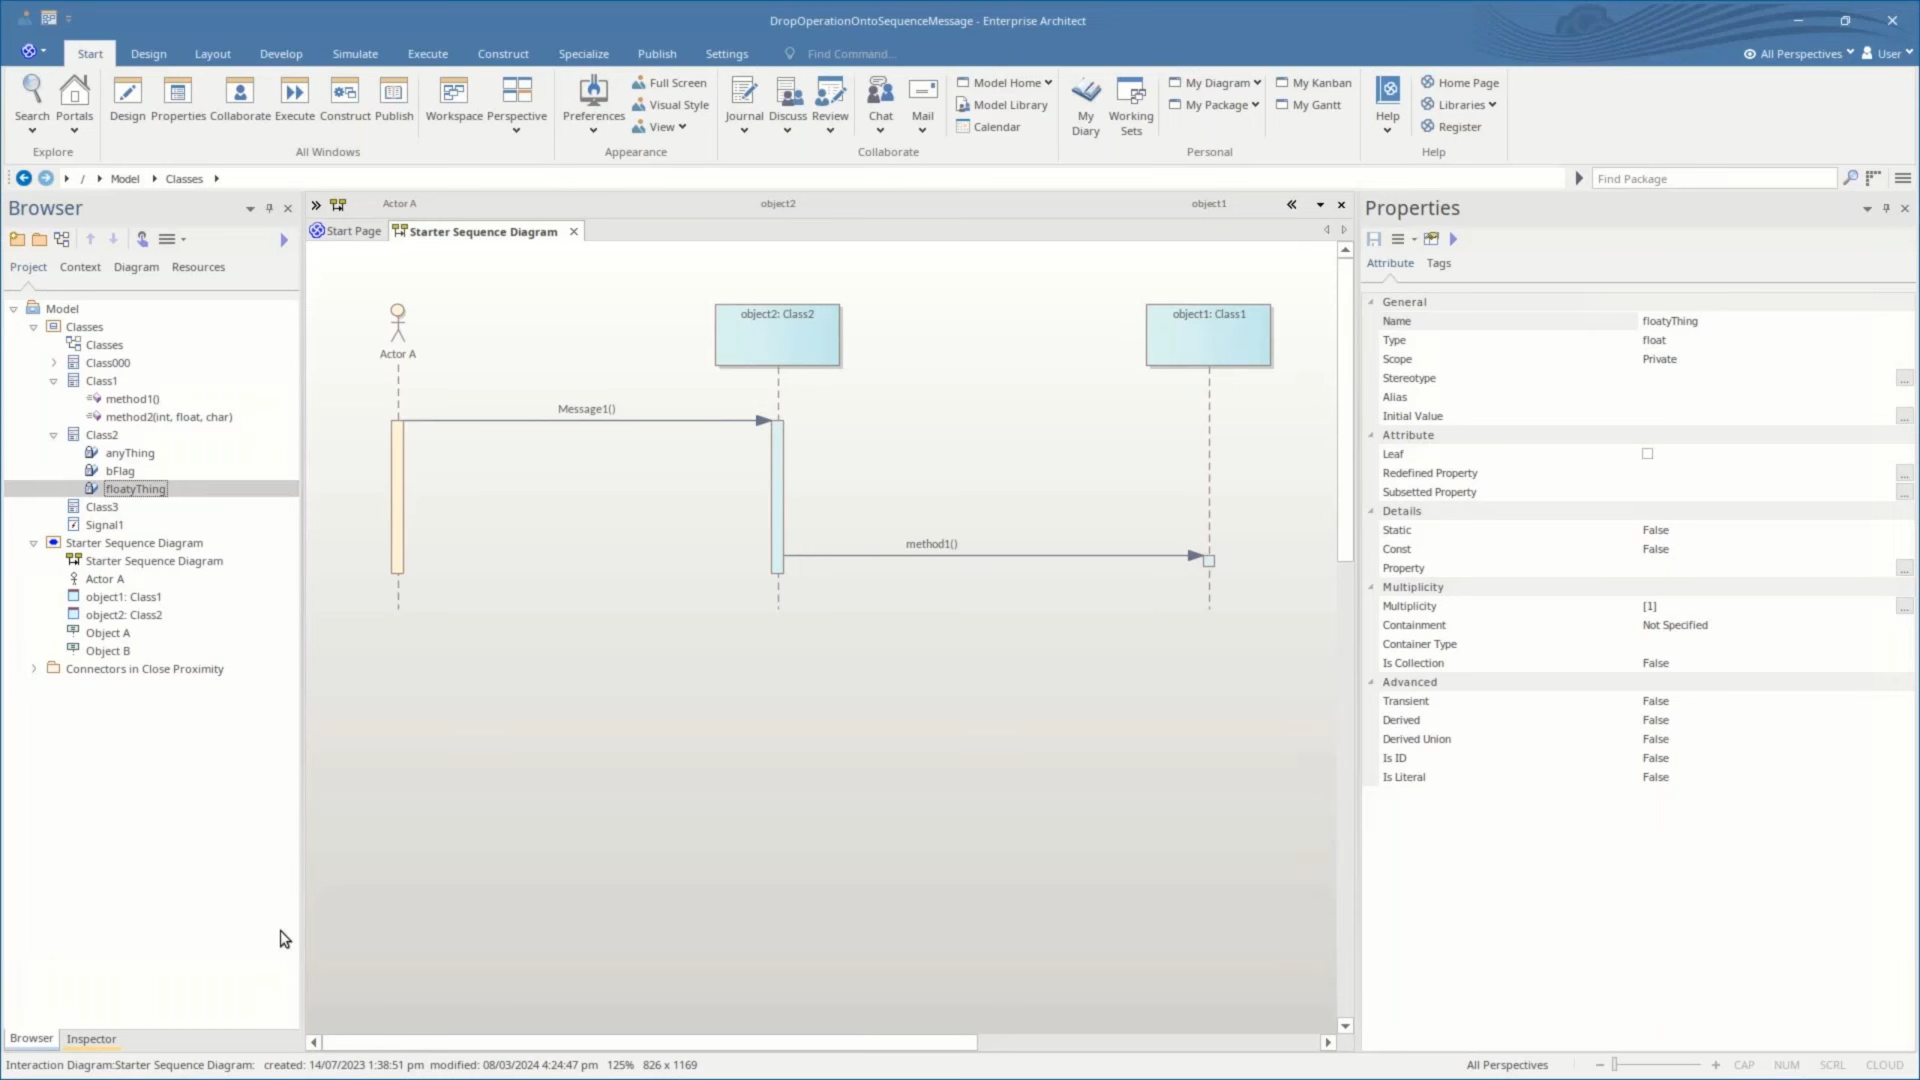 DropOperationOntoSequenceMessage - Enterprise Architect
Start Design Layout Develop Simulate Execute Construct Specialize Publish Settings Find Command... All Perspectives User
Search Portals
Explore
Design Properties Collaborate Execute Construct Publish Workspace Perspective
All Windows
Preferences Full Screen
Visual Style
View
Appearance
Journal Discuss Review Chat Mail Model Home
Model Library
Calendar
Collaborate
My Diary Working Sets My Diagram My Kanban
My Package My Gantt
Personal
Help Home Page
Libraries
Register
Help
/ Model Classes
Find Package
Browser
Project Context Diagram Resources
Model
Classes
Classes
Class000
Class1
method1()
method2(int, float, char)
Class2
anyThing
bFlag
floatyThing
Class3
Signal1
Starter Sequence Diagram
Starter Sequence Diagram
Actor A
object1: Class1
object2: Class2
Object A
Object B
Connectors in Close Proximity
Browser Inspector
Actor A object2 object1
Start Page Starter Sequence Diagram
object2: Class2
object1: Class1
Actor A
Message1()
method1()
Properties
Attribute Tags
General
Name floatyThing
Type float
Scope Private
Stereotype ...
Alias
Initial Value ...
Attribute
Leaf
Redefined Property ...
Subsetted Property ...
Details
Static False
Const False
Property ...
Multiplicity
Multiplicity [1] ...
Containment Not Specified
Container Type
Is Collection False
Advanced
Transient False
Derived False
Derived Union False
Is ID False
Is Literal False
Interaction Diagram:Starter Sequence Diagram: created: 14/07/2023 1:38:51 pm modified: 08/03/2024 4:24:47 pm 125% 826 x 1169
All Perspectives CAP NUM SCRL CLOUD